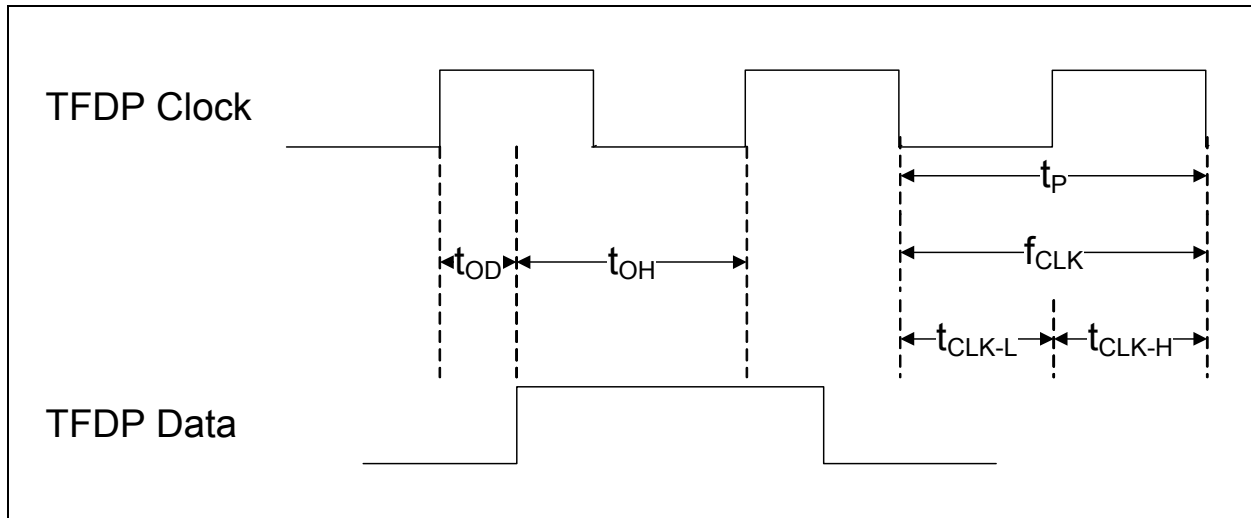 TFDP Clock
tP
tOD
tOH
fCLK
tCLK-L
tCLK-H
TFDP Data